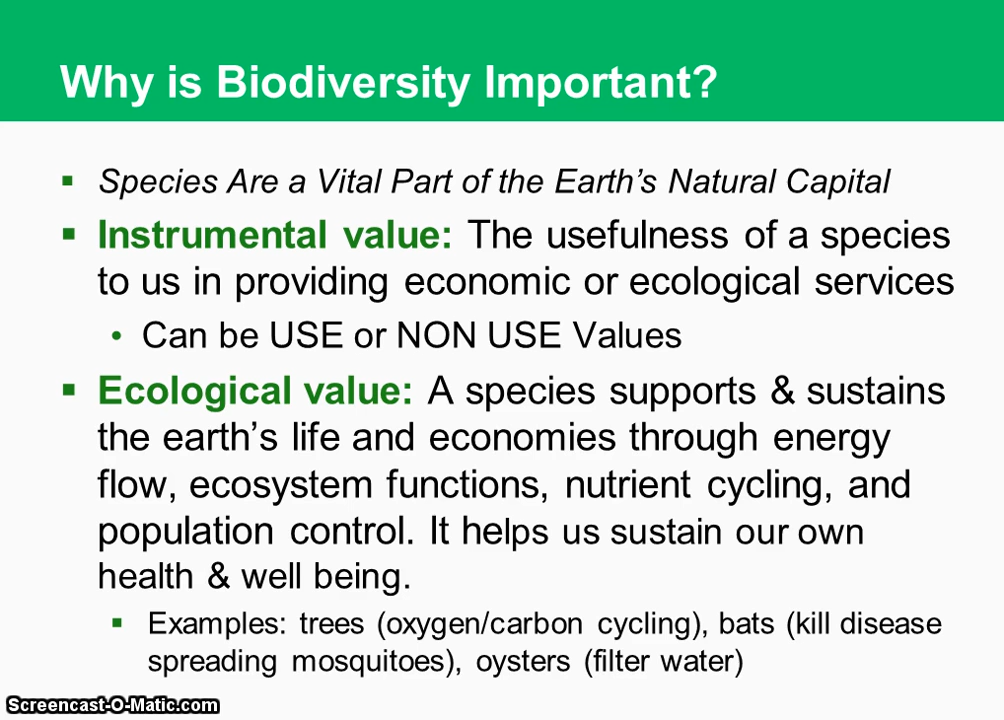 Why is Biodiversity Important?
Species Are a Vital Part of the Earth's Natural Capital
Instrumental value: The usefulness of a species
to us in providing economic or ecological services
Can be USE or NON USE Values
Ecological value: A species supports & sustains
the earth's life and economies through energy
flow, ecosystem functions, nutrient cycling, and
population control. It helps us sustain our own
health & well being.
Examples: trees (oxygen/carbon cycling), bats (kill disease
spreading mosquitoes), oysters (filter water)
Screencast-O-Matic.com